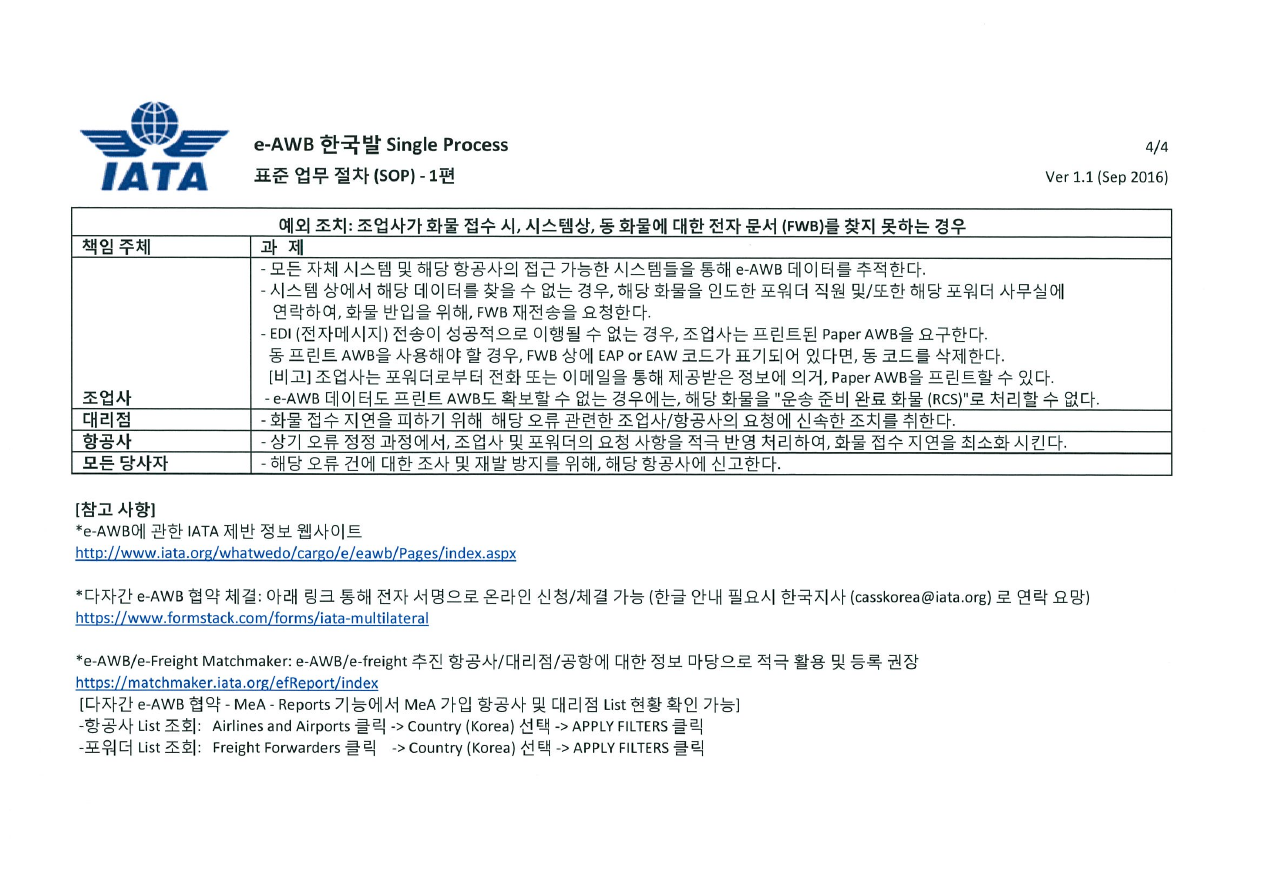 IATA
e-AWB 한국발 Single Process
4/4
표준 업무 절차 (SOP) - 1편
Ver 1.1 (Sep 2016)
예외 조치: 조업사가 화물 접수 시, 시스템상, 동 화물에 대한 전자 문서 (FWB)를 찾지 못하는 경우
책임 주체 과 제
- 모든 자체 시스템 및 해당 항공사의 접근 가능한 시스템들을 통해 e-AWB 데이터를 추적한다.
- 시스템 상에서 해당 데이터를 찾을 수 없는 경우, 해당 화물을 인도한 포워더 직원 및/또한 해당 포워더 사무실에
연락하여, 화물 반입을 위해, FWB 재전송을 요청한다.
- EDI (전자메시지) 전송이 성공적으로 이행될 수 없는 경우, 조업사는 프린트된 Paper AWB을 요구한다.
동 프린트 AWB을 사용해야 할 경우, FWB 상에 EAP or EAW 코드가 표기되어 있다면, 동 코드를 삭제한다.
[비고] 조업사는 포워더로부터 전화 또는 이메일을 통해 제공받은 정보에 의거, Paper AWB을 프린트할 수 있다.
조업사 - e-AWB 데이터도 프린트 AWB도 확보할 수 없는 경우에는, 해당 화물을 "운송 준비 완료 화물 (RCS)"로 처리할 수 없다.
대리점 - 화물 접수 지연을 피하기 위해 해당 오류 관련한 조업사/항공사의 요청에 신속한 조치를 취한다.
항공사 - 상기 오류 정정 과정에서, 조업사 및 포워더의 요청 사항을 적극 반영 처리하여, 화물 접수 지연을 최소화 시킨다.
모든 당사자 - 해당 오류 건에 대한 조사 및 재발 방지를 위해, 해당 항공사에 신고한다.
[참고 사항]
*e-AWB에 관한 IATA 제반 정보 웹사이트
http://www.iata.org/whatwedo/cargo/e/eawb/Pages/index.aspx
*다자간 e-AWB 협약 체결: 아래 링크 통해 전자 서명으로 온라인 신청/체결 가능 (한글 안내 필요시 한국지사 (casskorea@iata.org) 로 연락 요망)
https://www.formstack.com/forms/iata-multilateral
*e-AWB/e-Freight Matchmaker: e-AWB/e-freight 추진 항공사/대리점/공항에 대한 정보 마당으로 적극 활용 및 등록 권장
https://matchmaker.iata.org/efReport/index
[다자간 e-AWB 협약 - MeA - Reports 기능에서 MeA 가입 항공사 및 대리점 List 현황 확인 가능]
-항공사 List 조회: Airlines and Airports 클릭 -> Country (Korea) 선택 -> APPLY FILTERS 클릭
-포워더 List 조회: Freight Forwarders 클릭 -> Country (Korea) 선택 -> APPLY FILTERS 클릭